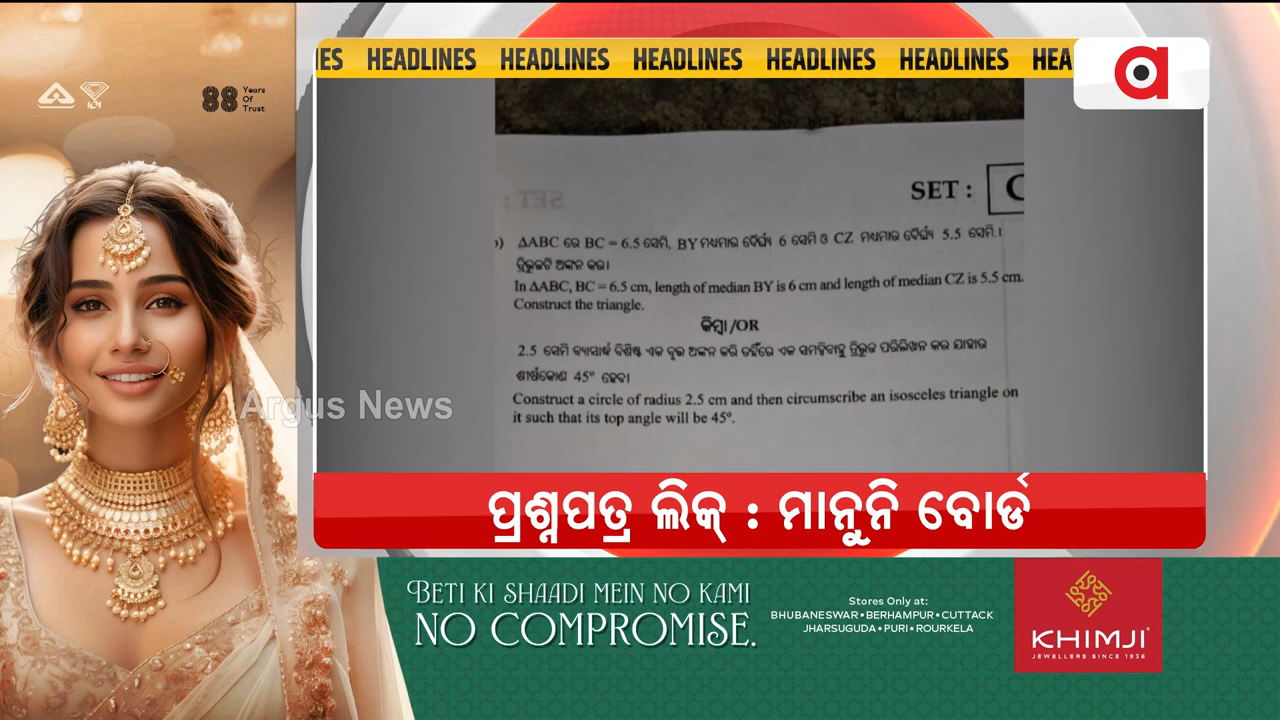 HEADLINES HEADLINES HEADLINES HEADLINES HEADLINES
a
88 Years
Of
Trust
SET :
SET : C
ΔABC ରେ BC = 6.5 ସେମି, BY ମଧ୍ୟମାର ଦୈର୍ଘ୍ୟ 6 ସେମି ଓ CZ ମଧ୍ୟମାର ଦୈର୍ଘ୍ୟ 5.5 ସେମି।
ତ୍ରିଭୁଜଟି ଅଙ୍କନ କର।
In ΔABC, BC = 6.5 cm, length of median BY is 6 cm and length of median CZ is 5.5 cm.
Construct the triangle.
କିମ୍ବା /OR
2.5 ସେମି ବ୍ୟାସାର୍ଦ୍ଧ ବିଶିଷ୍ଟ ଏକ ବୃତ୍ତ ଅଙ୍କନ କରି ତହିଁରେ ଏକ ସମଦ୍ଵିବାହୁ ତ୍ରିଭୁଜ ପରିଲିଖନ କର ଯାହାର
ଶୀର୍ଷକୋଣ 45° ହେବ।
Construct a circle of radius 2.5 cm and then circumscribe an isosceles triangle on
it such that its top angle will be 45°.
Argus News
ପ୍ରଶ୍ନପତ୍ର ଲିକ୍ : ମାନୁନି ବୋର୍ଡ
BETI KI SHAADI MEIN NO KAMI
NO COMPROMISE.
Stores Only at:
BHUBANESWAR • BERHAMPUR • CUTTACK
JHARSUGUDA • PURI • ROURKELA
KHIMJI
JEWELLERS SINCE 1936